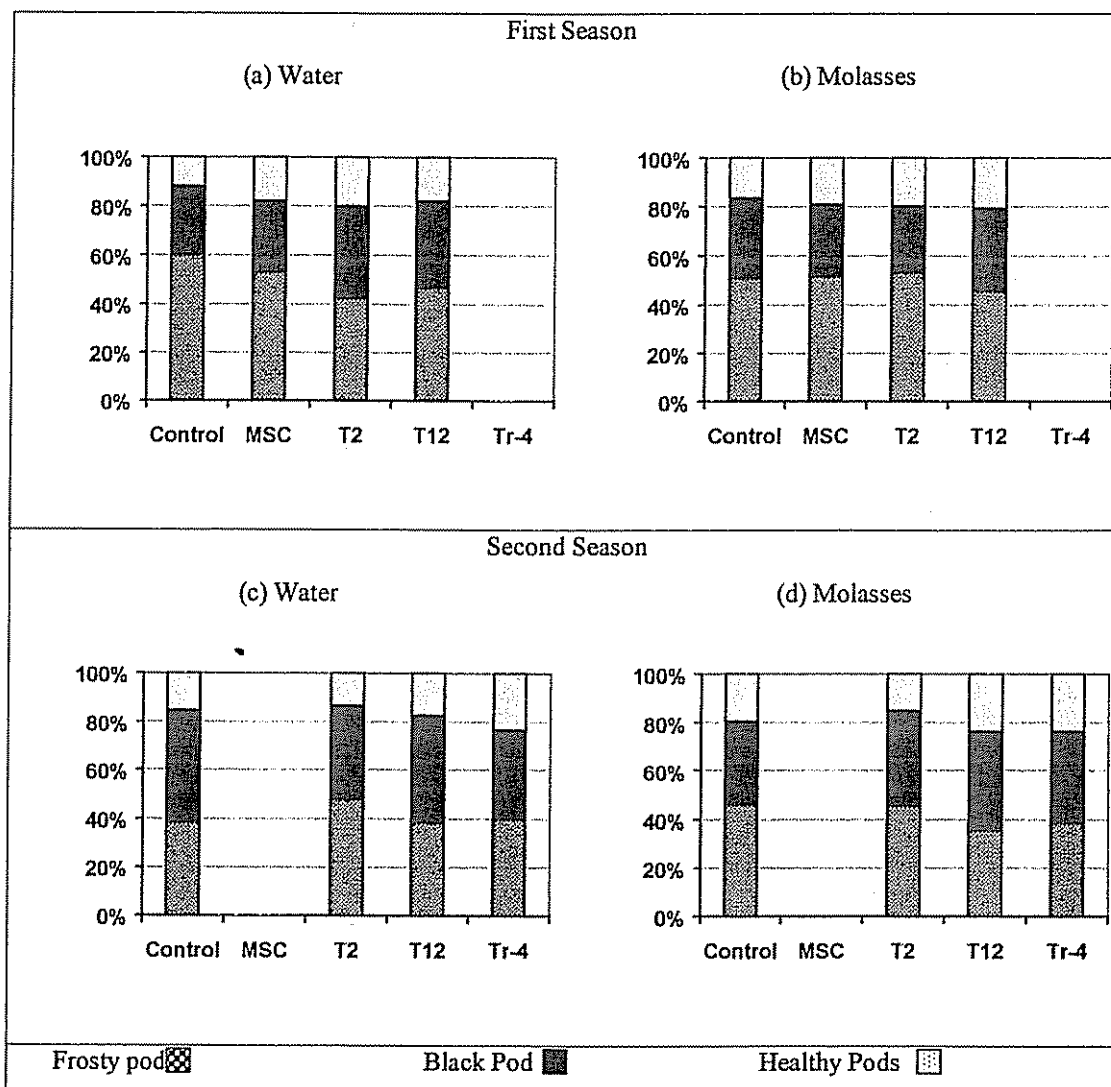 First Season
(a) Water
(b) Molasses
100%
80%
60%
40%
20%
0%
Control MSC T2 T12 Tr-4
100%
80%
60%
40%
20%
0%
Control MSC T2 T12 Tr-4
Second Season
(c) Water
(d) Molasses
100%
80%
60%
40%
20%
0%
Control MSC T2 T12 Tr-4
100%
80%
60%
40%
20%
0%
Control MSC T2 T12 Tr-4
Frosty pod Black Pod Healthy Pods